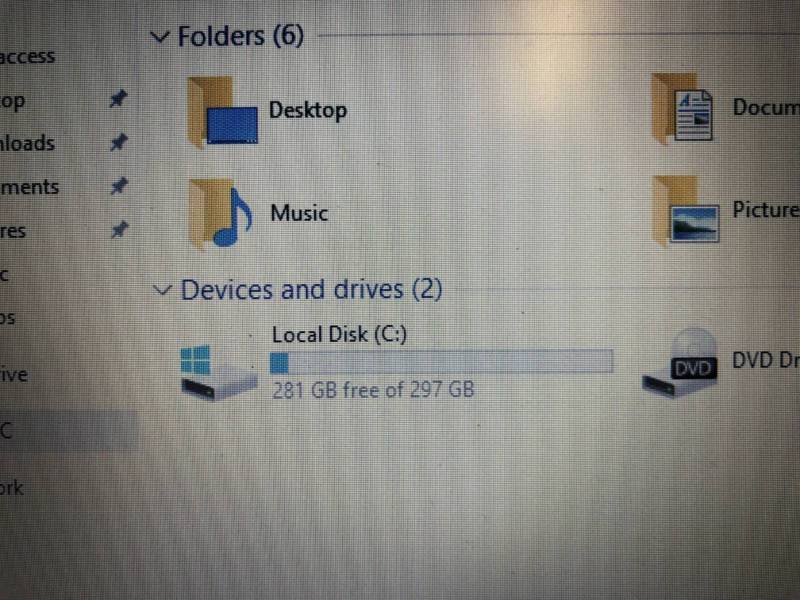 Folders (6)
Desktop
Docum
Music
Picture
Devices and drives (2)
Local Disk (C:)
281 GB free of 297 GB
DVD
DVD Dr
access
op
nloads
ments
res
c
os
ive
C
ork